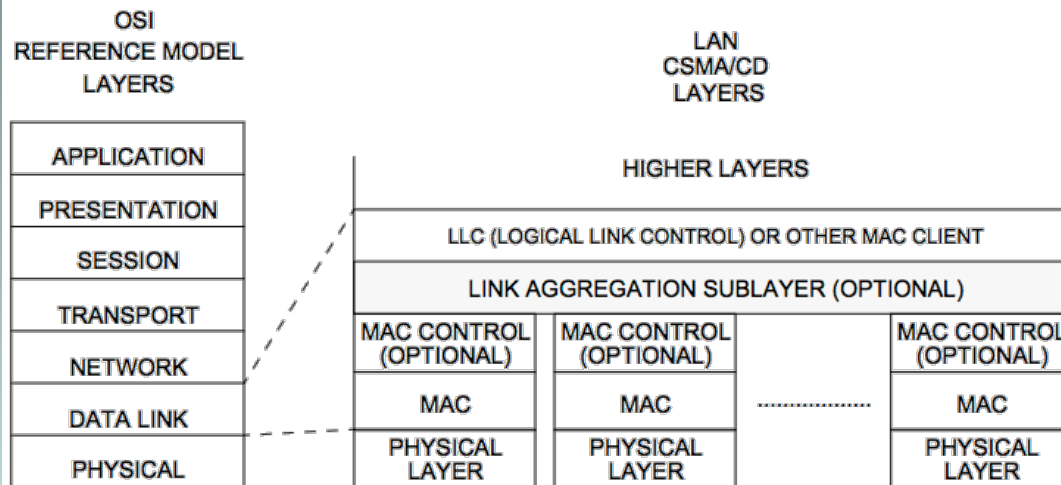 OSI
REFERENCE MODEL
LAYERS
APPLICATION
PRESENTATION
SESSION
TRANSPORT
NETWORK
DATA LINK
PHYSICAL
LAN
CSMA/CD
LAYERS
HIGHER LAYERS
LLC (LOGICAL LINK CONTROL) OR OTHER MAC CLIENT
LINK AGGREGATION SUBLAYER (OPTIONAL)
MAC CONTROL
(OPTIONAL)
MAC
PHYSICAL
LAYER
MAC CONTROL
(OPTIONAL)
MAC
PHYSICAL
LAYER
MAC CONTROL
(OPTIONAL)
MAC
PHYSICAL
LAYER